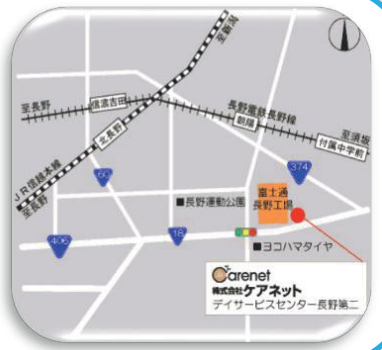 至新潟
至長野
信濃吉田
長野電鉄長野線
朝陽
至須坂
付属中学前
北長野
JR信越本線
至長野
60
374
■長野運動公園
富士通
長野工場
406
18
■ヨコハマタイヤ
Carenet
株式会社ケアネット
デイサービスセンター長野第二